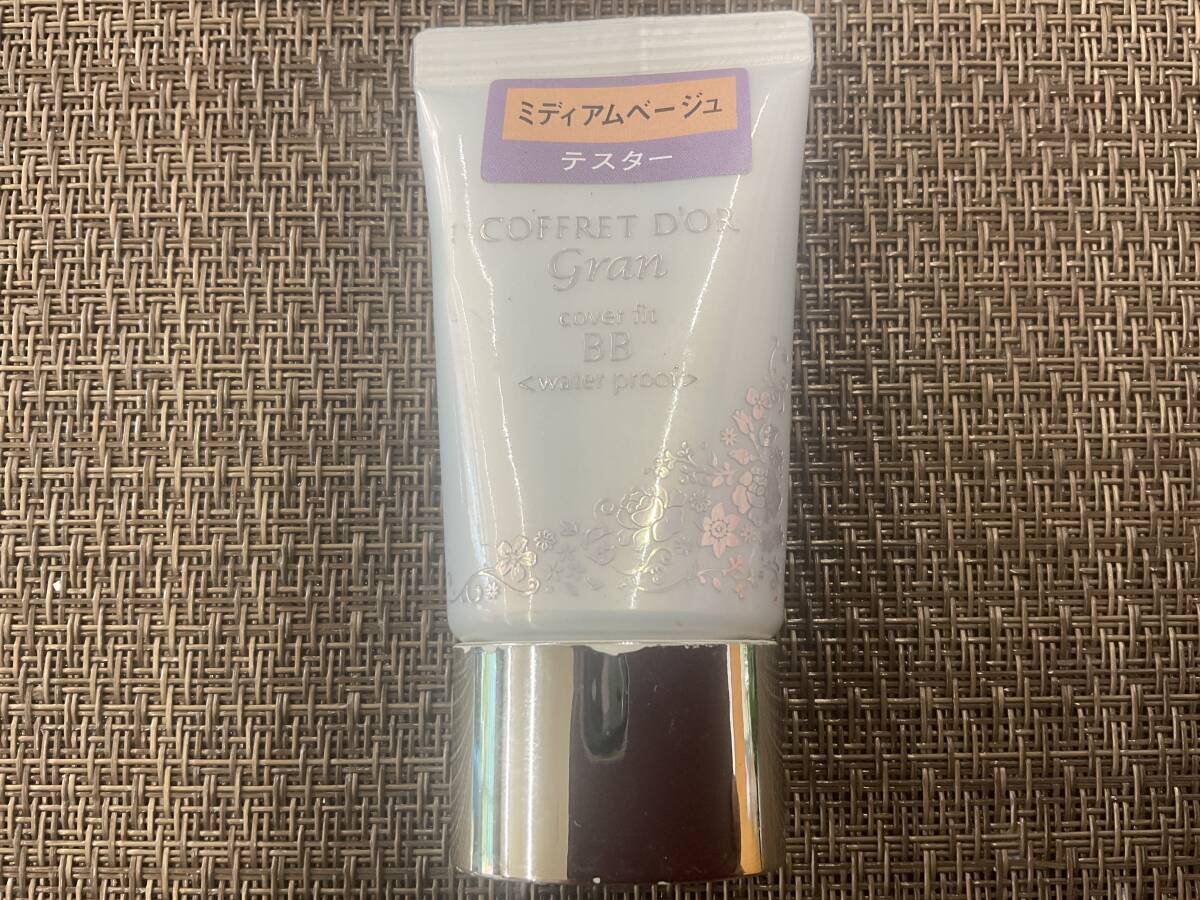 ミディアムベージュ
テスター
COFFRET D'OR
Gran
cover fit
BB
<water proof>